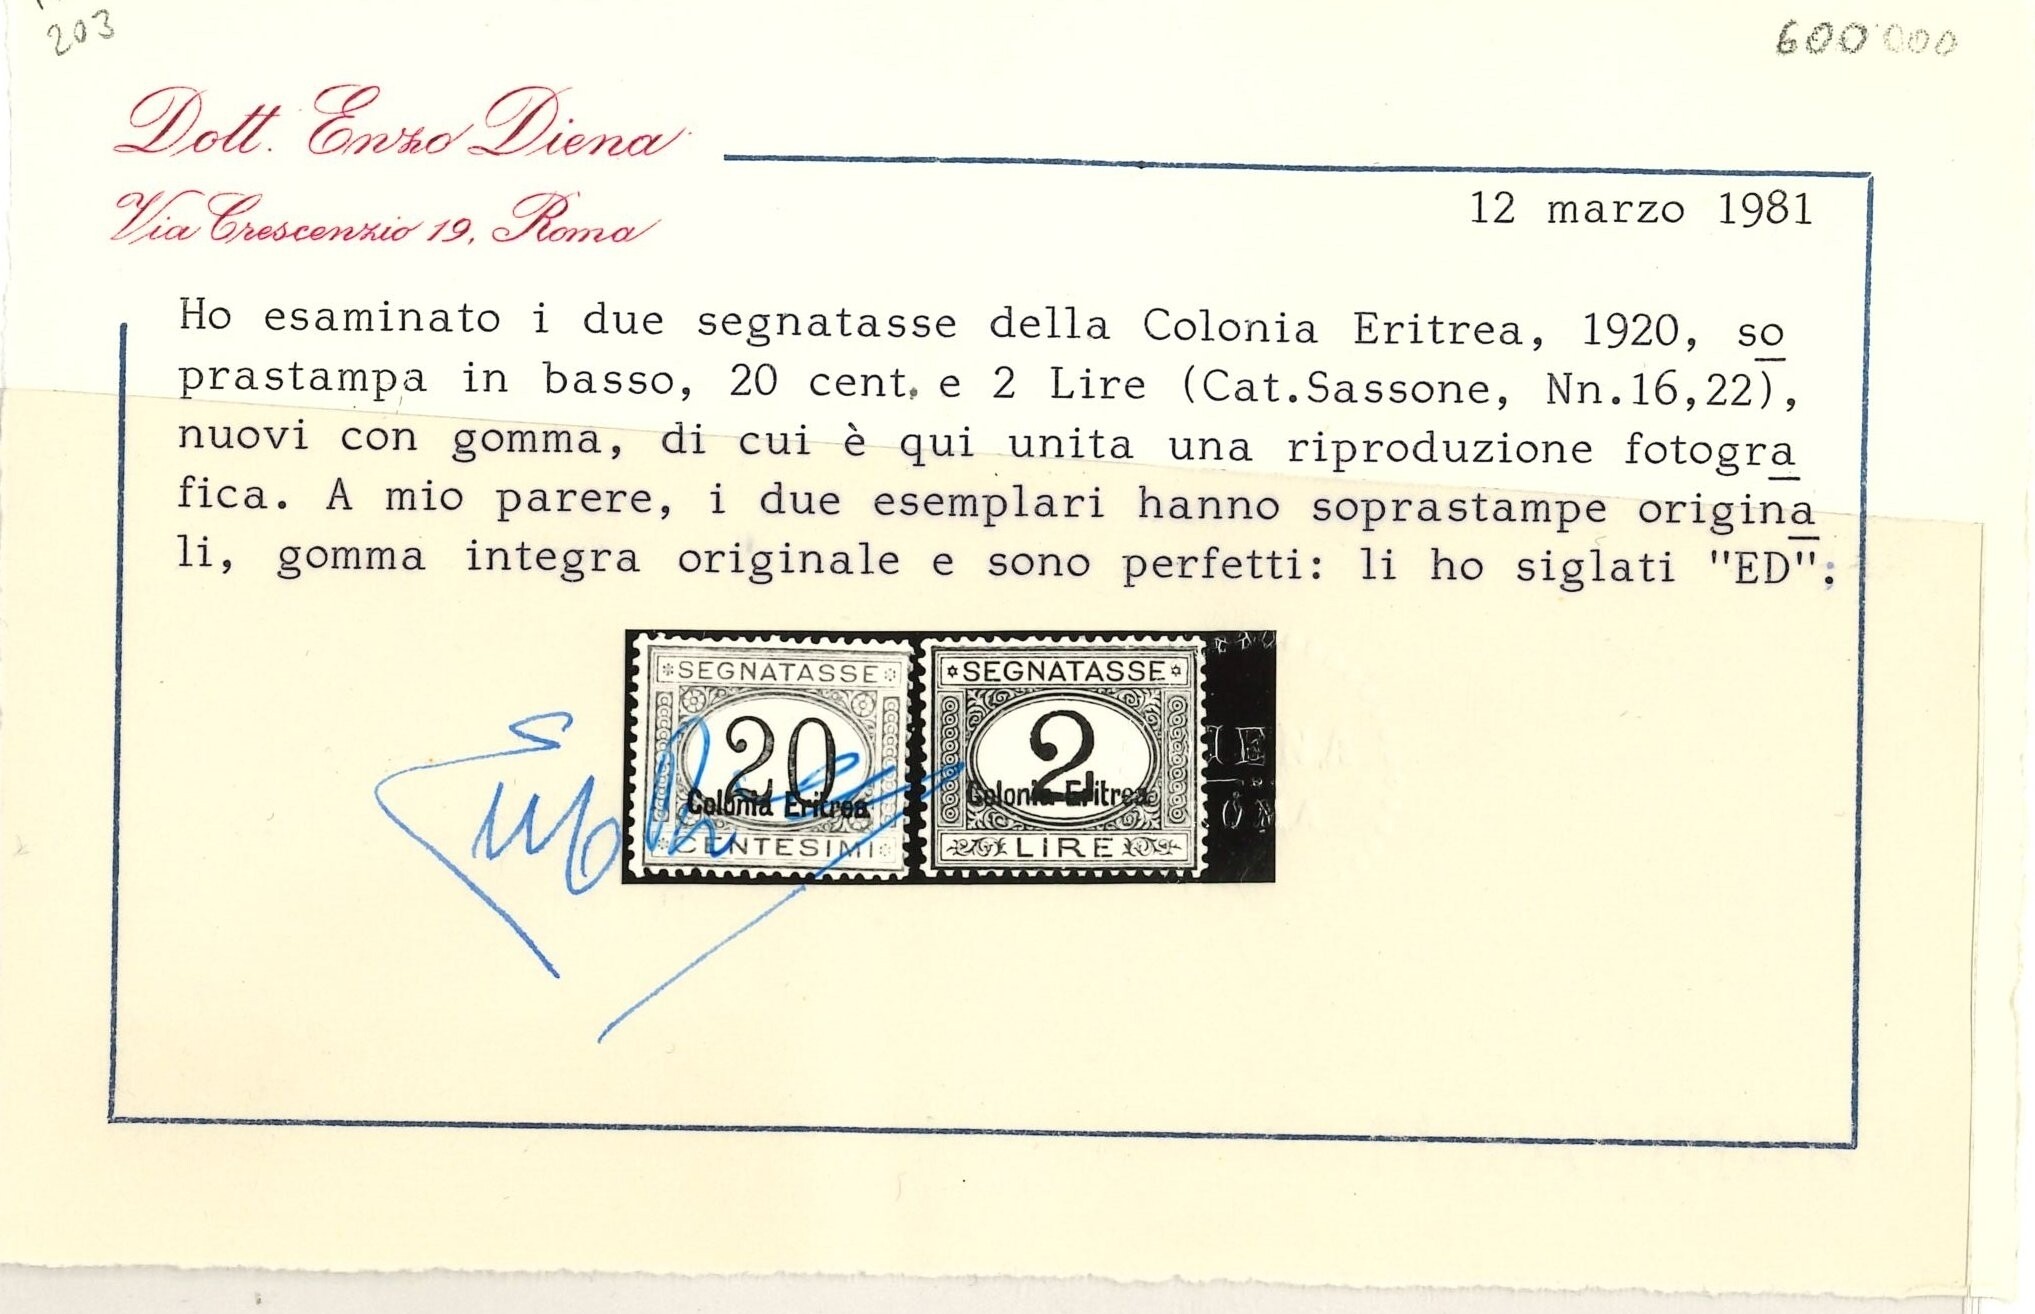 203
600'000
Dott. Enzo Diena
Via Crescenzio 19, Roma
12 marzo 1981
Ho esaminato i due segnatasse della Colonia Eritrea, 1920, so
prastampa in basso, 20 cent. e 2 Lire (Cat.Sassone, Nn.16,22),
nuovi con gomma, di cui è qui unita una riproduzione fotogra
fica. A mio parere, i due esemplari hanno soprastampe origina
li, gomma integra originale e sono perfetti: li ho siglati "ED".
SEGNATASSE
20
Colonia Eritrea
CENTESIMI
SEGNATASSE
2
Colonia Eritrea
LIRE